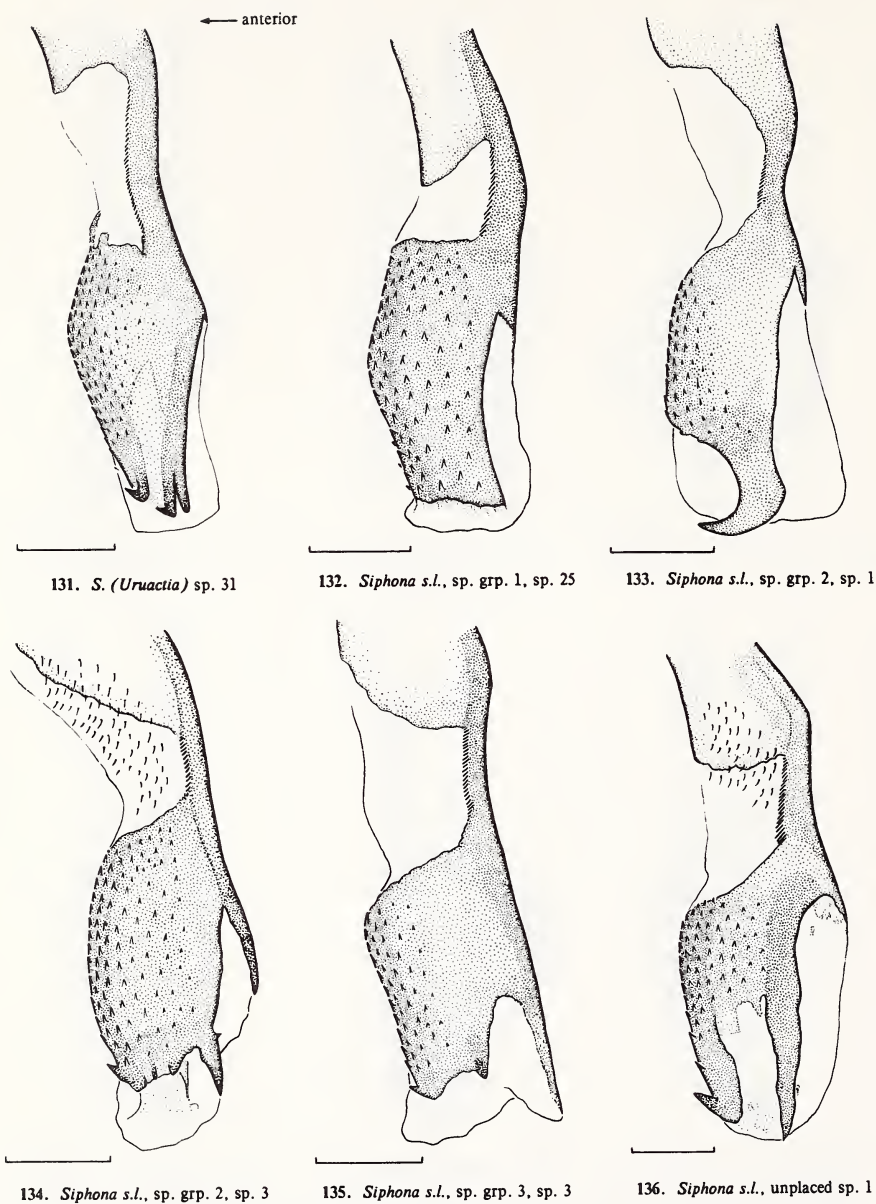 ← anterior
131. S. (Uruactia) sp. 31
132. Siphona s.l., sp. grp. 1, sp. 25
133. Siphona s.l., sp. grp. 2, sp. 1
134. Siphona s.l., sp. grp. 2, sp. 3
135. Siphona s.l., sp. grp. 3, sp. 3
136. Siphona s.l., unplaced sp. 1